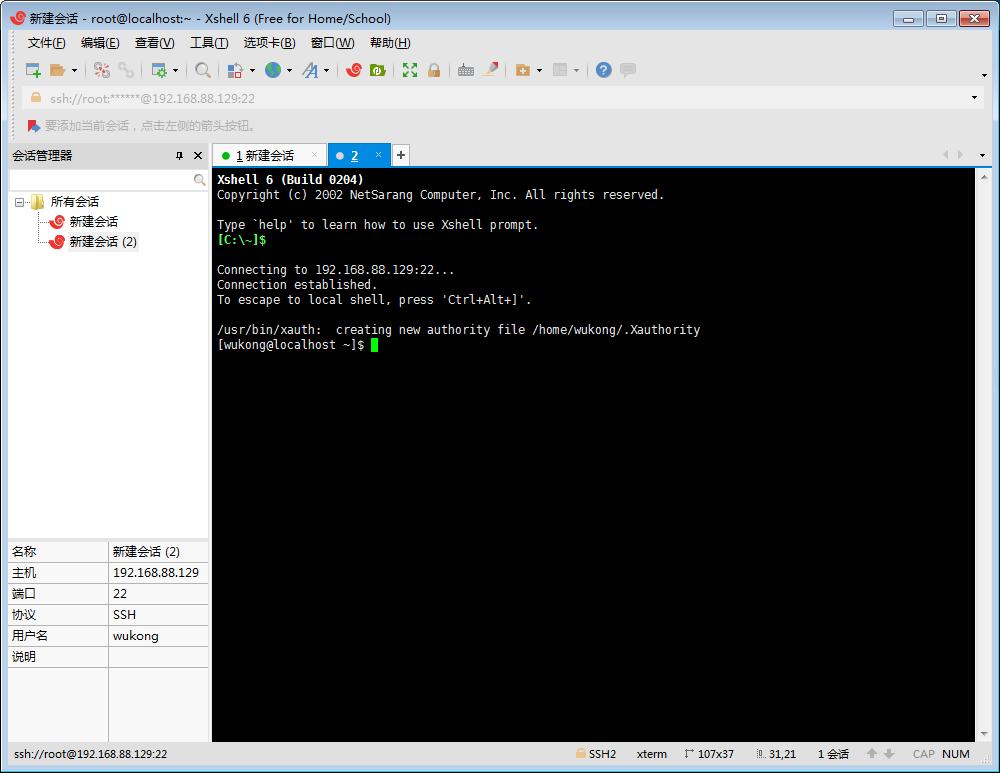 新建会话 - root@localhost:~ - Xshell 6 (Free for Home/School)
文件(F) 编辑(E) 查看(V) 工具(T) 选项卡(B) 窗口(W) 帮助(H)
ssh://root:******@192.168.88.129:22
要添加当前会话，点击左侧的箭头按钮。
会话管理器
1 新建会话 2
所有会话
新建会话
新建会话 (2)
Xshell 6 (Build 0204)
Copyright (c) 2002 NetSarang Computer, Inc. All rights reserved.
Type `help' to learn how to use Xshell prompt.
[C:\~]$
Connecting to 192.168.88.129:22...
Connection established.
To escape to local shell, press 'Ctrl+Alt+]'.
/usr/bin/xauth:  creating new authority file /home/wukong/.Xauthority
[wukong@localhost ~]$
名称 新建会话 (2)
主机 192.168.88.129
端口 22
协议 SSH
用户名 wukong
说明
ssh://root@192.168.88.129:22 SSH2 xterm 107x37 31,21 1 会话 CAP NUM